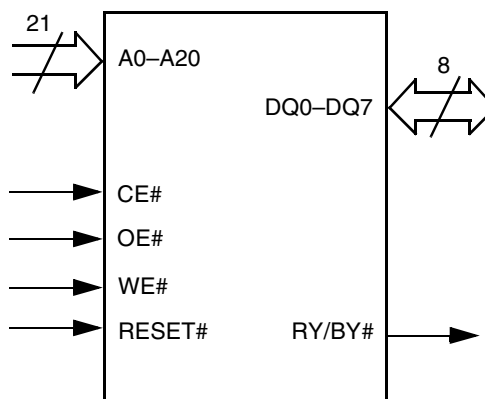 21
A0–A20
8
DQ0–DQ7
CE#
OE#
WE#
RESET#
RY/BY#